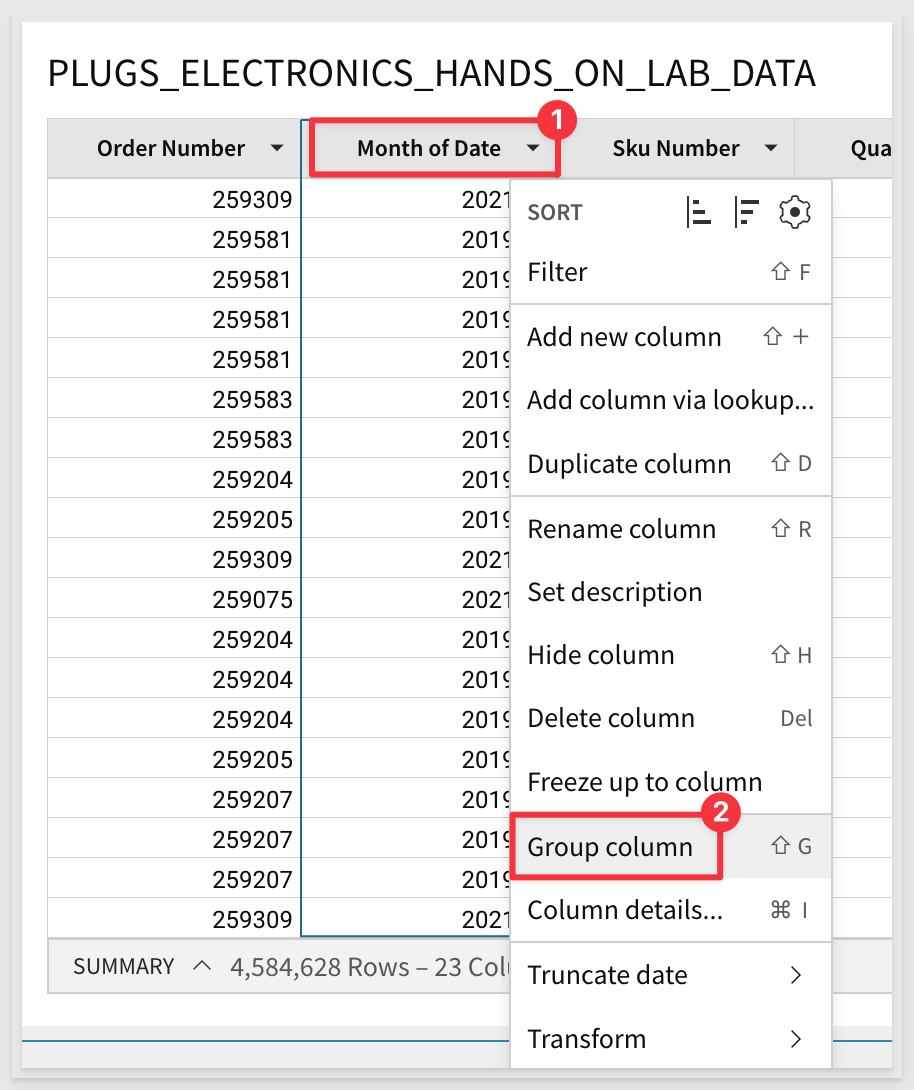 PLUGS_ELECTRONICS_HANDS_ON_LAB_DATA
1
Order Number Month of Date Sku Number Qua
259309 2021
SORT
259581 2019
259581 2019
Filter ⇧ F
259581 2019
Add new column ⇧ +
259581 2019
259583 2019
Add column via lookup...
259583 2019
Duplicate column ⇧ D
259204 2019
259205 2019
Rename column ⇧ R
259309 2021
259075 2021
Set description
259204 2019
Hide column ⇧ H
259204 2019
259204 2019
Delete column Del
259205 2019
Freeze up to column
259207 2019
2
259207 2019
Group column ⇧ G
259207 2019
259309 2021
Column details... ⌘ I
SUMMARY 4,584,628 Rows – 23 Col
Truncate date
Transform